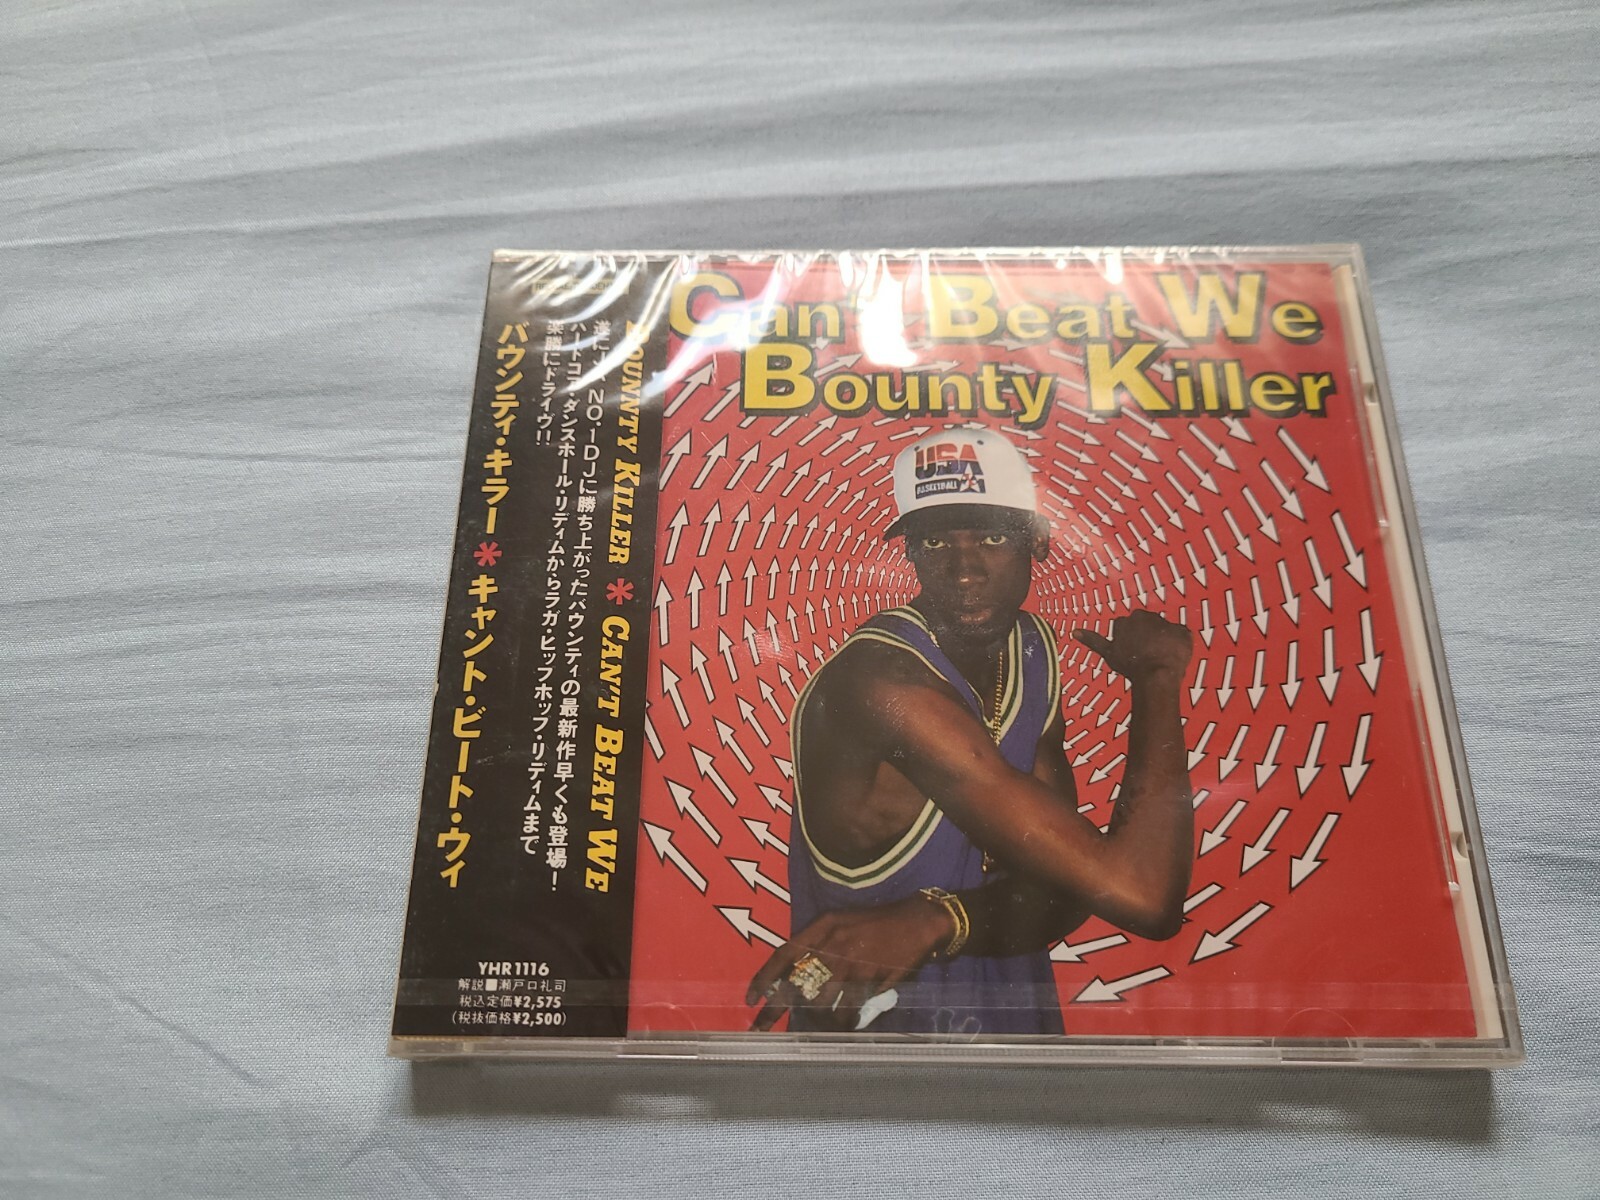 Can't Beat We
Bounty Killer
USA
BASKETBALL
BOUNNTY KILLER * CAN'T BEAT WE
NO.1DJに勝ち上がったバウンティの最新作早くも登場!
ハードコア・ダンスホール・リディムからラガ・ヒップホップ・リディムまで
楽勝にドライヴ!!
バウンティ・キラー * キャント・ビート・ウィ
YHR1116
解説■瀬戸口礼司
税込定価¥2,575
(税抜価格¥2,500)